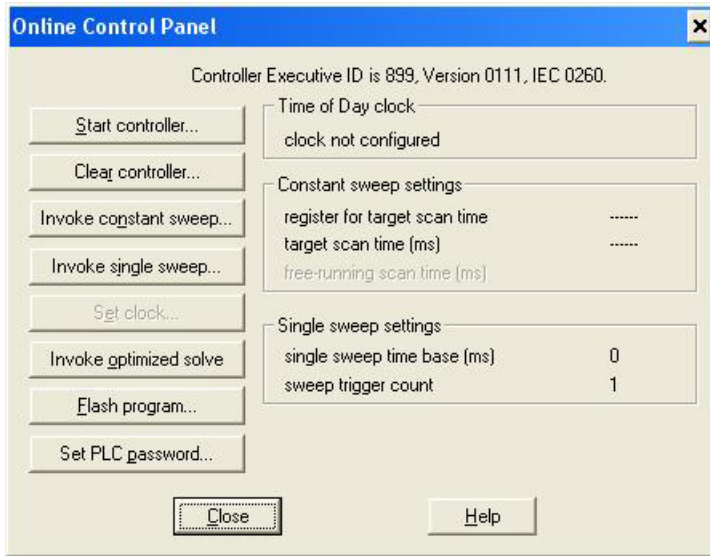 Online Control Panel
Controller Executive ID is 899, Version 0111, IEC 0260.
Start controller...
Clear controller...
Invoke constant sweep...
Invoke single sweep...
Set clock...
Invoke optimized solve
Flash program...
Set PLC password...
Time of Day clock
clock not configured
Constant sweep settings
register for target scan time ------
target scan time (ms) ------
free-running scan time (ms)
Single sweep settings
single sweep time base (ms) 0
sweep trigger count 1
Close
Help